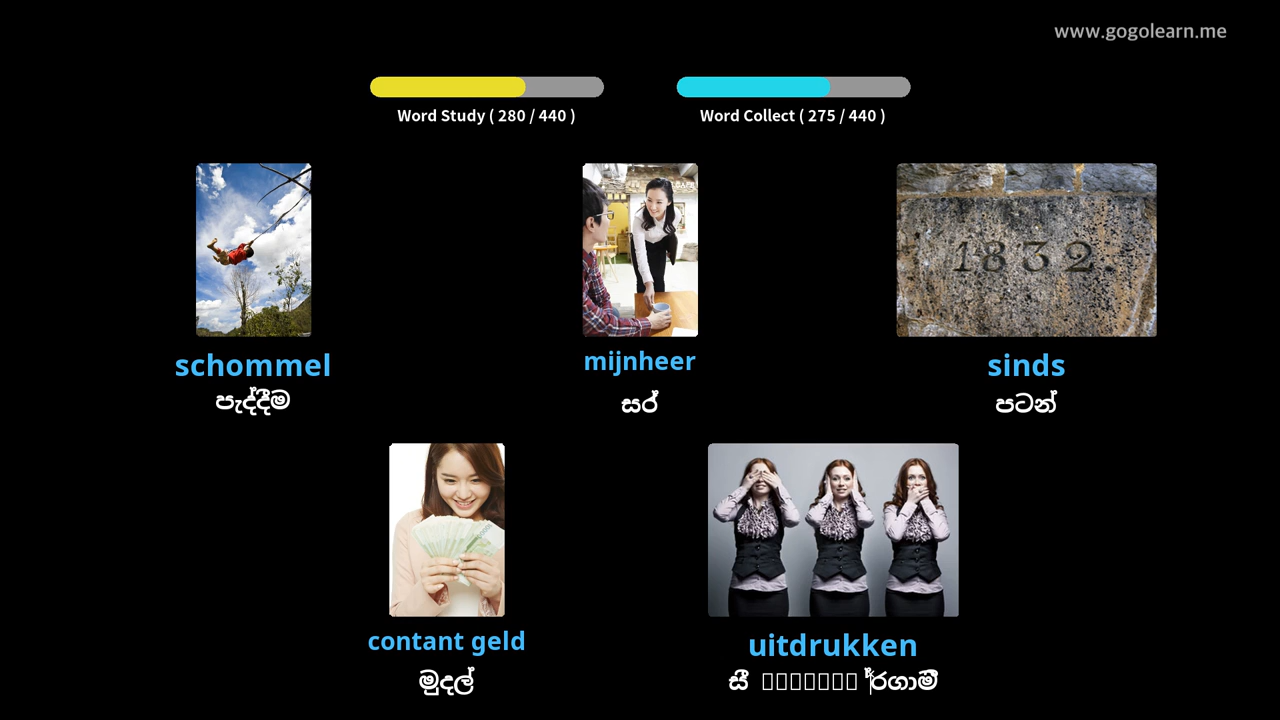 www.gogolearn.me
Word Study ( 280 / 440 )
Word Collect ( 275 / 440 )
1832.
schommel
mijnheer
sinds
පැද්දීම
සර්
පටන්
contant geld
uitdrukken
මුදල්